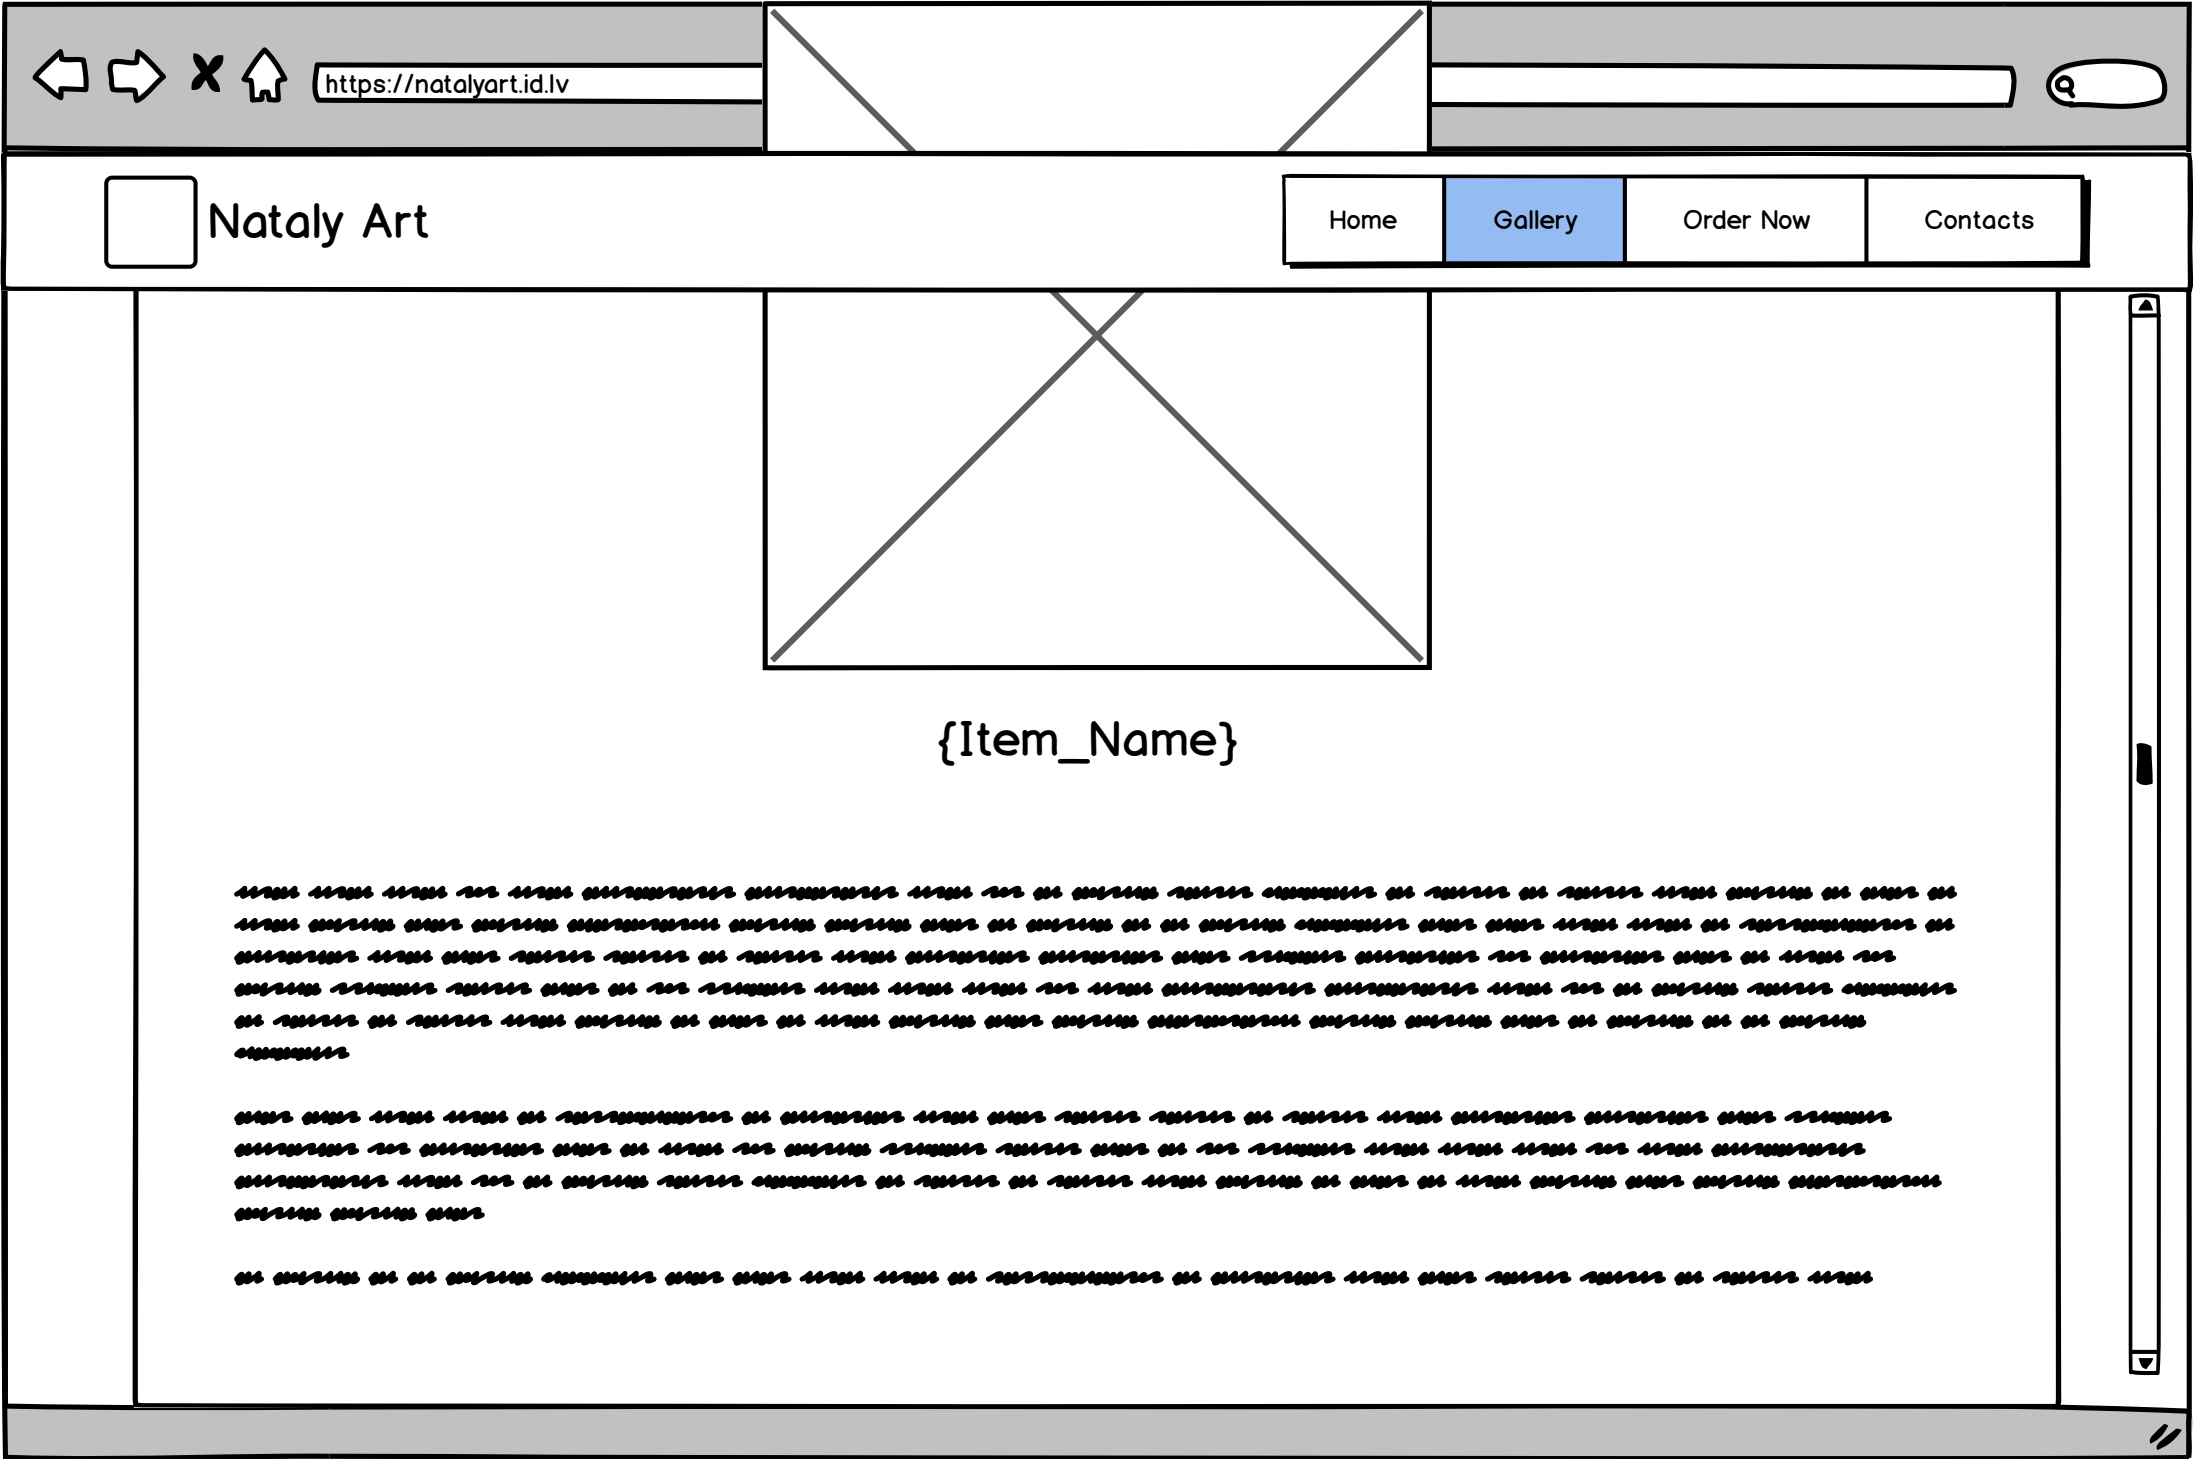 https://natalyart.id.lv
Nataly Art
Home Gallery Order Now Contacts
{Item_Name}